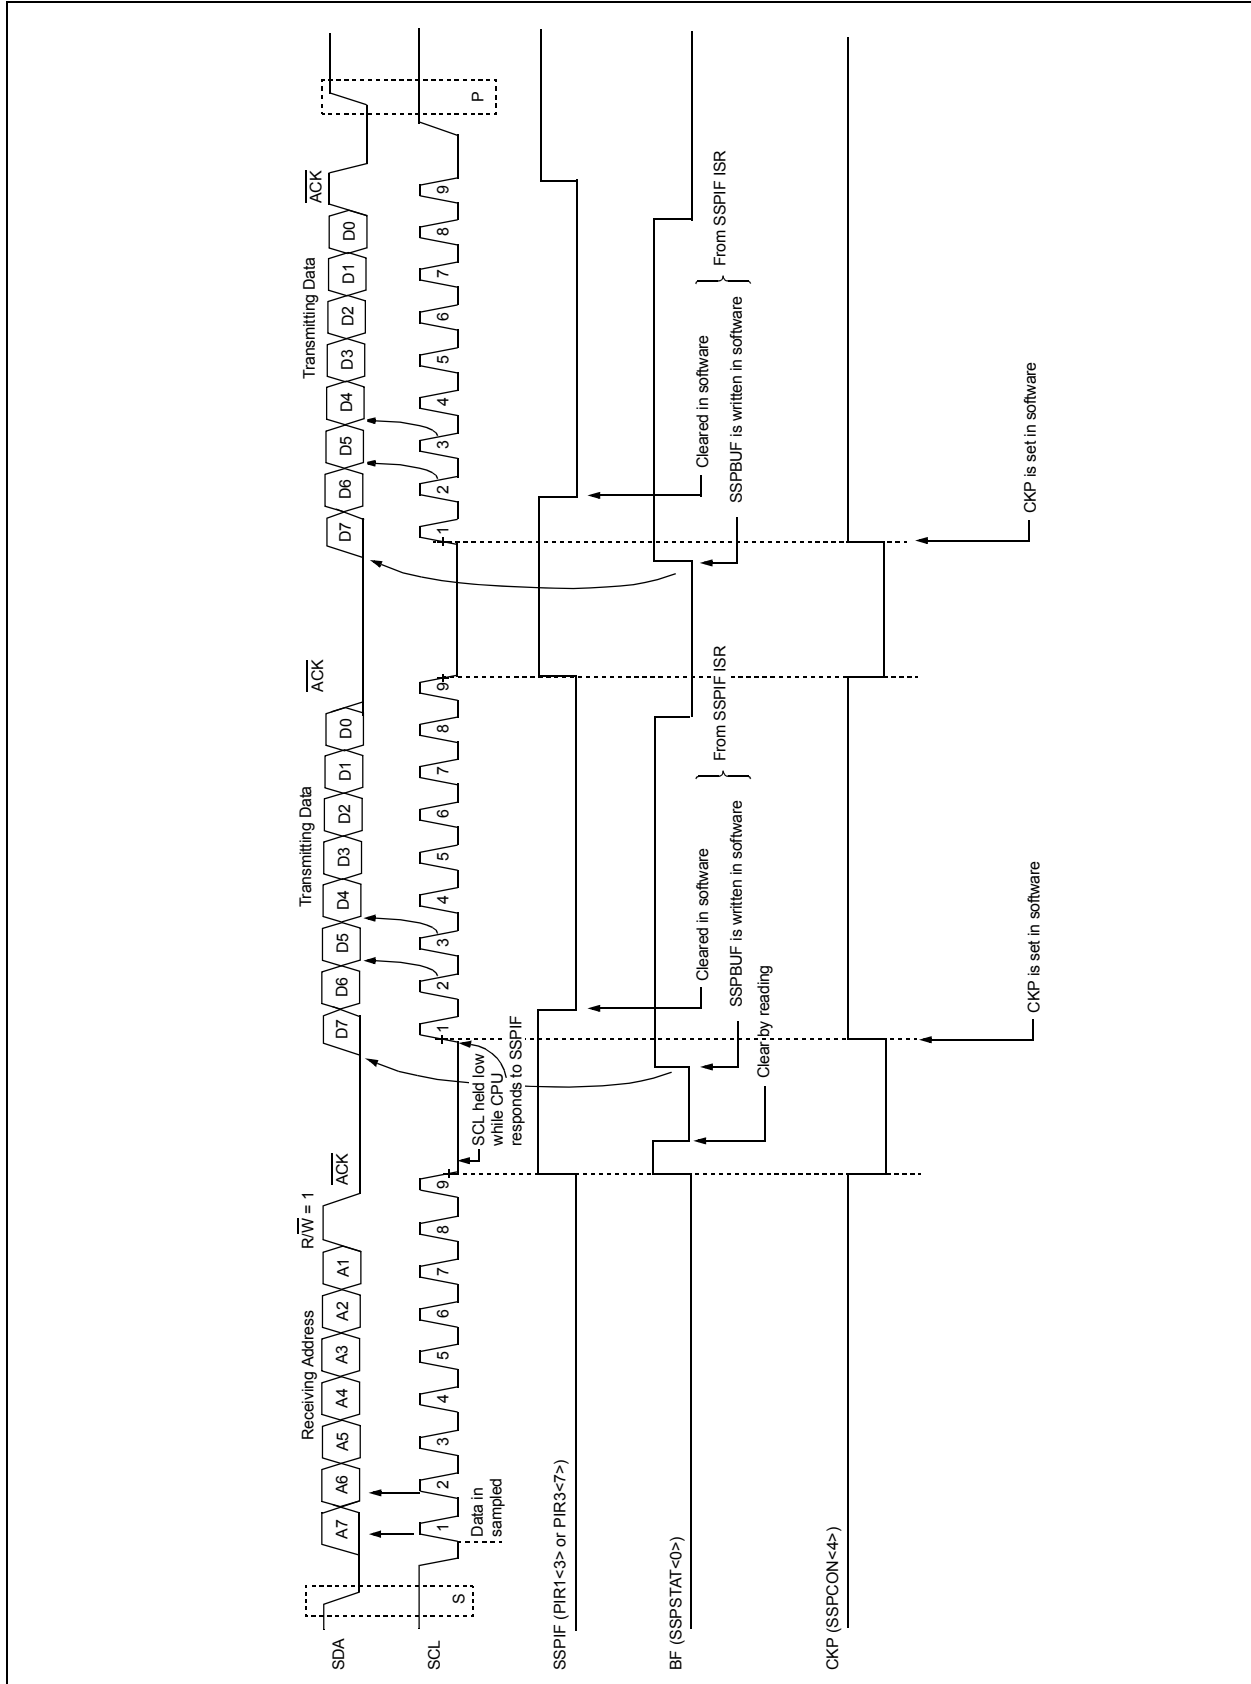 Receiving Address
R/W = 1
ACK
Transmitting Data
ACK
Transmitting Data
ACK
SDA
A7
A6
A5
A4
A3
A2
A1
D7
D6
D5
D4
D3
D2
D1
D0
D7
D6
D5
D4
D3
D2
D1
D0
SCL
S
1
2
3
4
5
6
7
8
9
1
2
3
4
5
6
7
8
9
1
2
3
4
5
6
7
8
9
P
Data in
sampled
SCL held low
while CPU
responds to SSPIF
SSPIF (PIR1<3> or PIR3<7>)
Cleared in software
Cleared in software
BF (SSPSTAT<0>)
From SSPIF ISR
From SSPIF ISR
SSPBUF is written in software
SSPBUF is written in software
Clear by reading
CKP (SSPCON<4>)
CKP is set in software
CKP is set in software